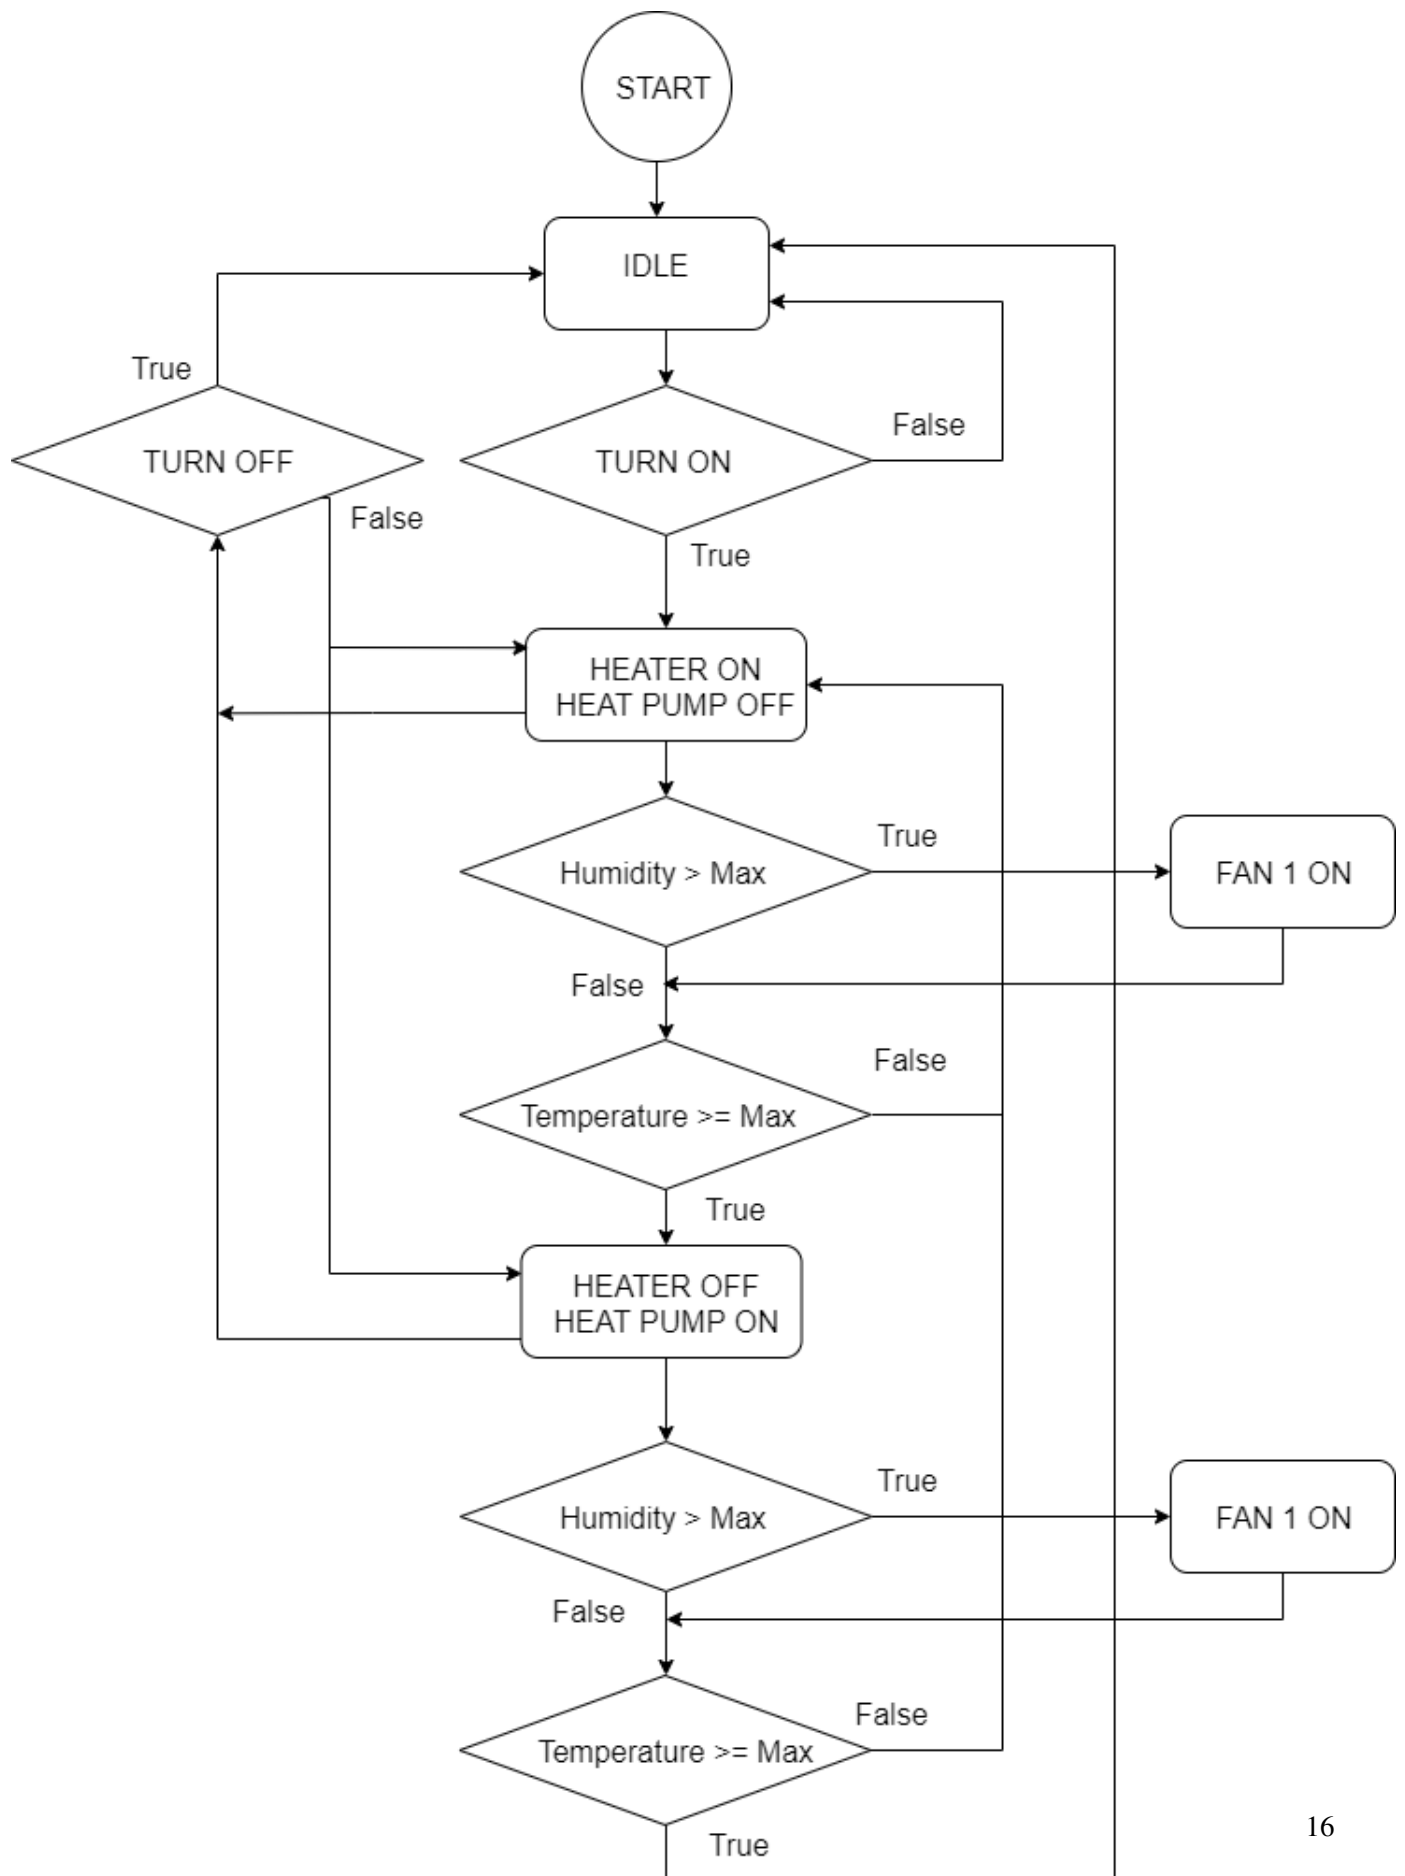 START
IDLE
True
TURN OFF
TURN ON
False
False
True
HEATER ON
HEAT PUMP OFF
Humidity > Max
True
FAN 1 ON
False
Temperature >= Max
False
True
HEATER OFF
HEAT PUMP ON
Humidity > Max
True
FAN 1 ON
False
Temperature >= Max
False
True
16